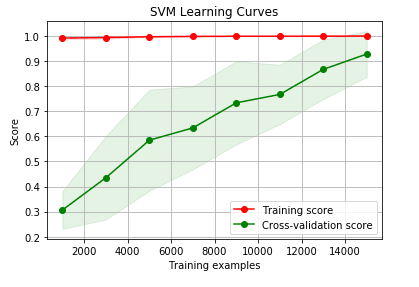 SVM Learning Curves
1.0
0.9
0.8
0.7
0.6
0.5
0.4
0.3
0.2
Score
Training score
Cross-validation score
2000 4000 6000 8000 10000 12000 14000
Training examples